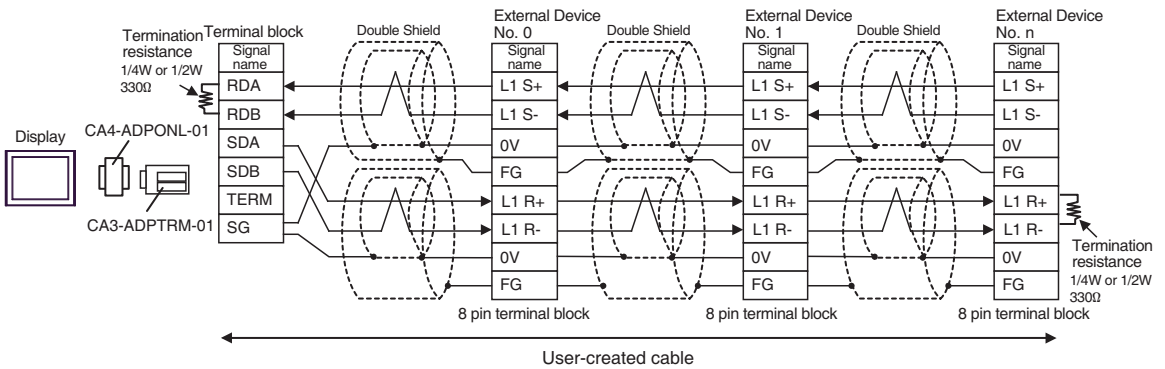 Termination
resistance
1/4W or 1/2W
330Ω
Terminal block
Signal
name
RDA
RDB
SDA
SDB
TERM
SG
Display
CA4-ADPONL-01
CA3-ADPTRM-01
Double Shield
External Device
No. 0
Signal
name
L1 S+
L1 S-
0V
FG
L1 R+
L1 R-
0V
FG
8 pin terminal block
Double Shield
External Device
No. 1
Signal
name
L1 S+
L1 S-
0V
FG
L1 R+
L1 R-
0V
FG
8 pin terminal block
Double Shield
External Device
No. n
Signal
name
L1 S+
L1 S-
0V
FG
L1 R+
L1 R-
0V
FG
8 pin terminal block
Termination
resistance
1/4W or 1/2W
330Ω
User-created cable